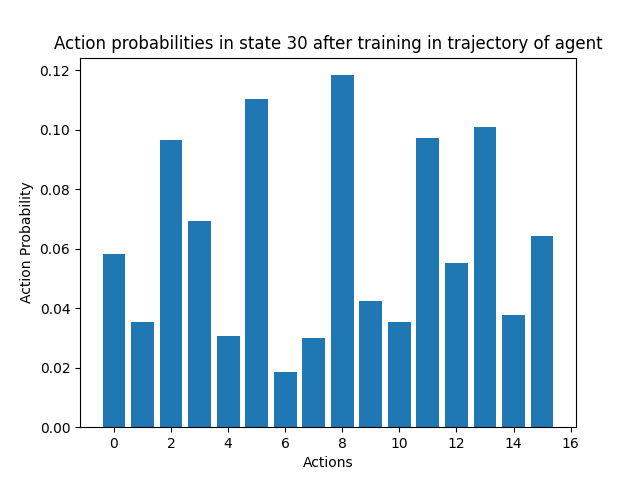 Action probabilities in state 30 after training in trajectory of agent
0.12
0.10
0.08
0.06
0.04
0.02
0.00
Action Probability
0 2 4 6 8 10 12 14 16
Actions